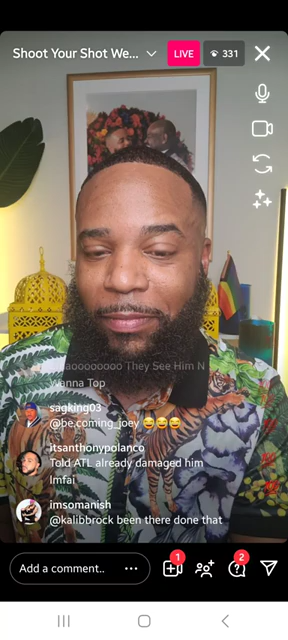 Shoot Your Shot We...
LIVE
331
aooooooooo They See Him N
Wanna Top
sagking03
@be.coming_joey 😂😂😂
itsanthonypolanco
Told ATL already damaged him
lmfai
imsomanish
@kalibbrock been there done that
Add a comment..
1
2